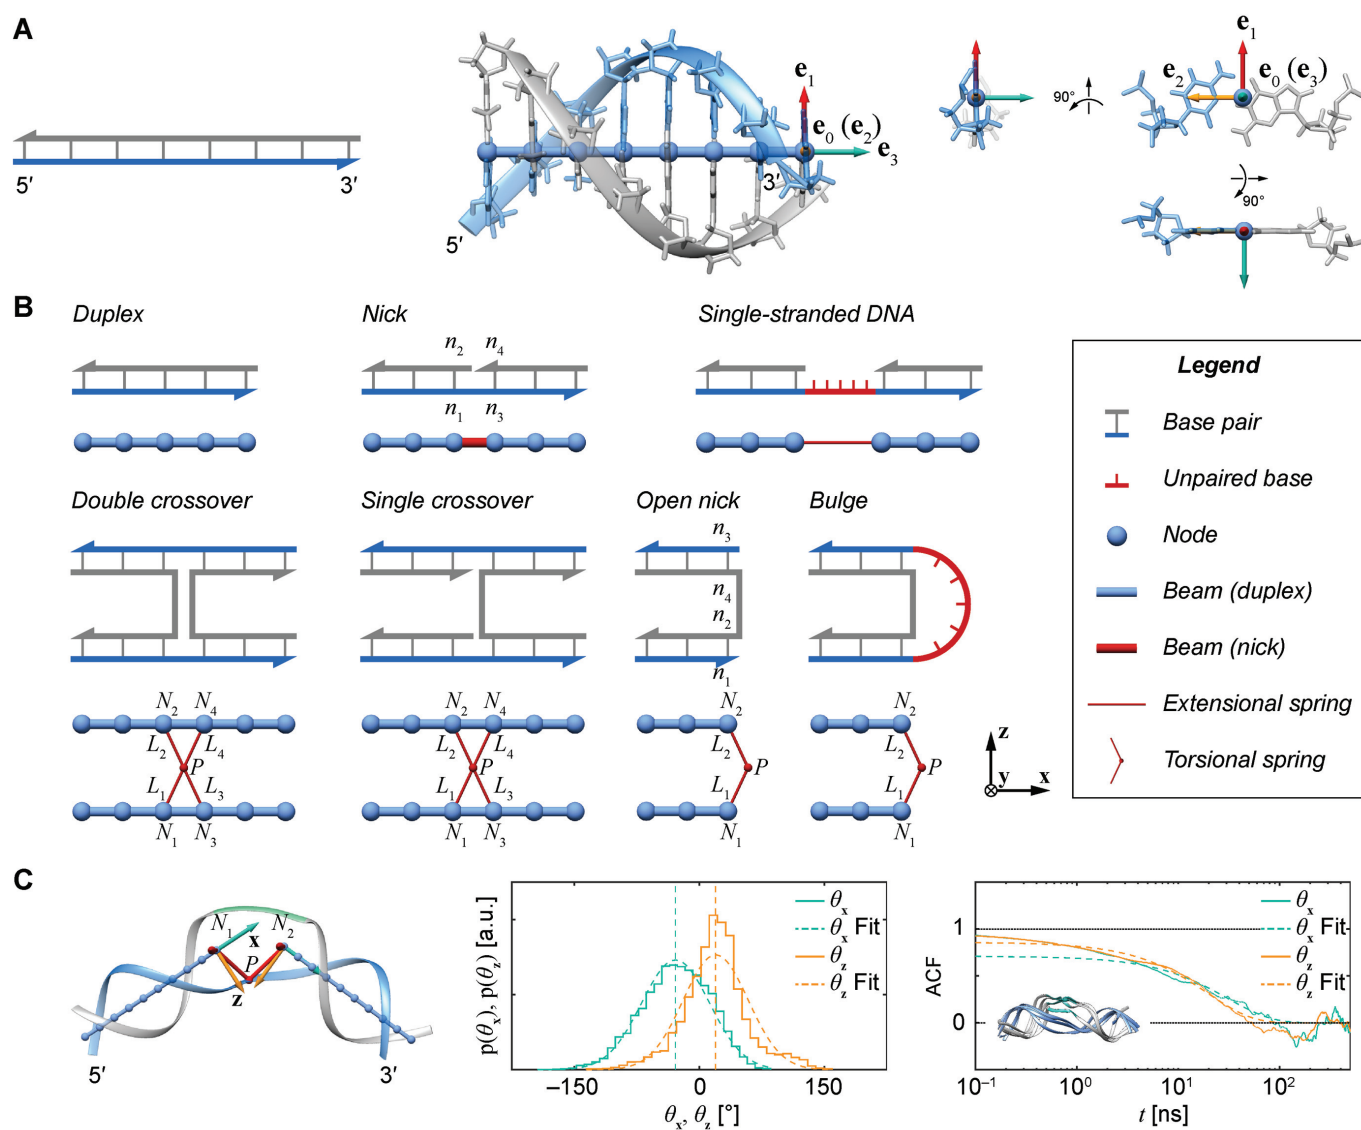 A
5′ 3′
5′
3′
e1
e0 (e2)
e3
90°
e1
e2
e0 (e3)
90°
B
Duplex
Nick
n2 n4
n1 n3
Single-stranded DNA
Double crossover
Single crossover
Open nick
n3
n4
n2
n1
Bulge
N2 N4
L2 L4
P
L1 L3
N1 N3
N2 N4
L2 L4
P
L1 L3
N1 N3
N2
L2
P
L1
N1
N2
L2
P
L1
N1
z
y x
Legend
Base pair
Unpaired base
Node
Beam (duplex)
Beam (nick)
Extensional spring
Torsional spring
C
N1 N2
x
P
z
5′ 3′
p(θx), p(θz) [a.u.]
θx
θx Fit
θz
θz Fit
−150 0 150
θx, θz [°]
ACF
1
0
θx
θx Fit
θz
θz Fit
10−1 100 101 102
t [ns]